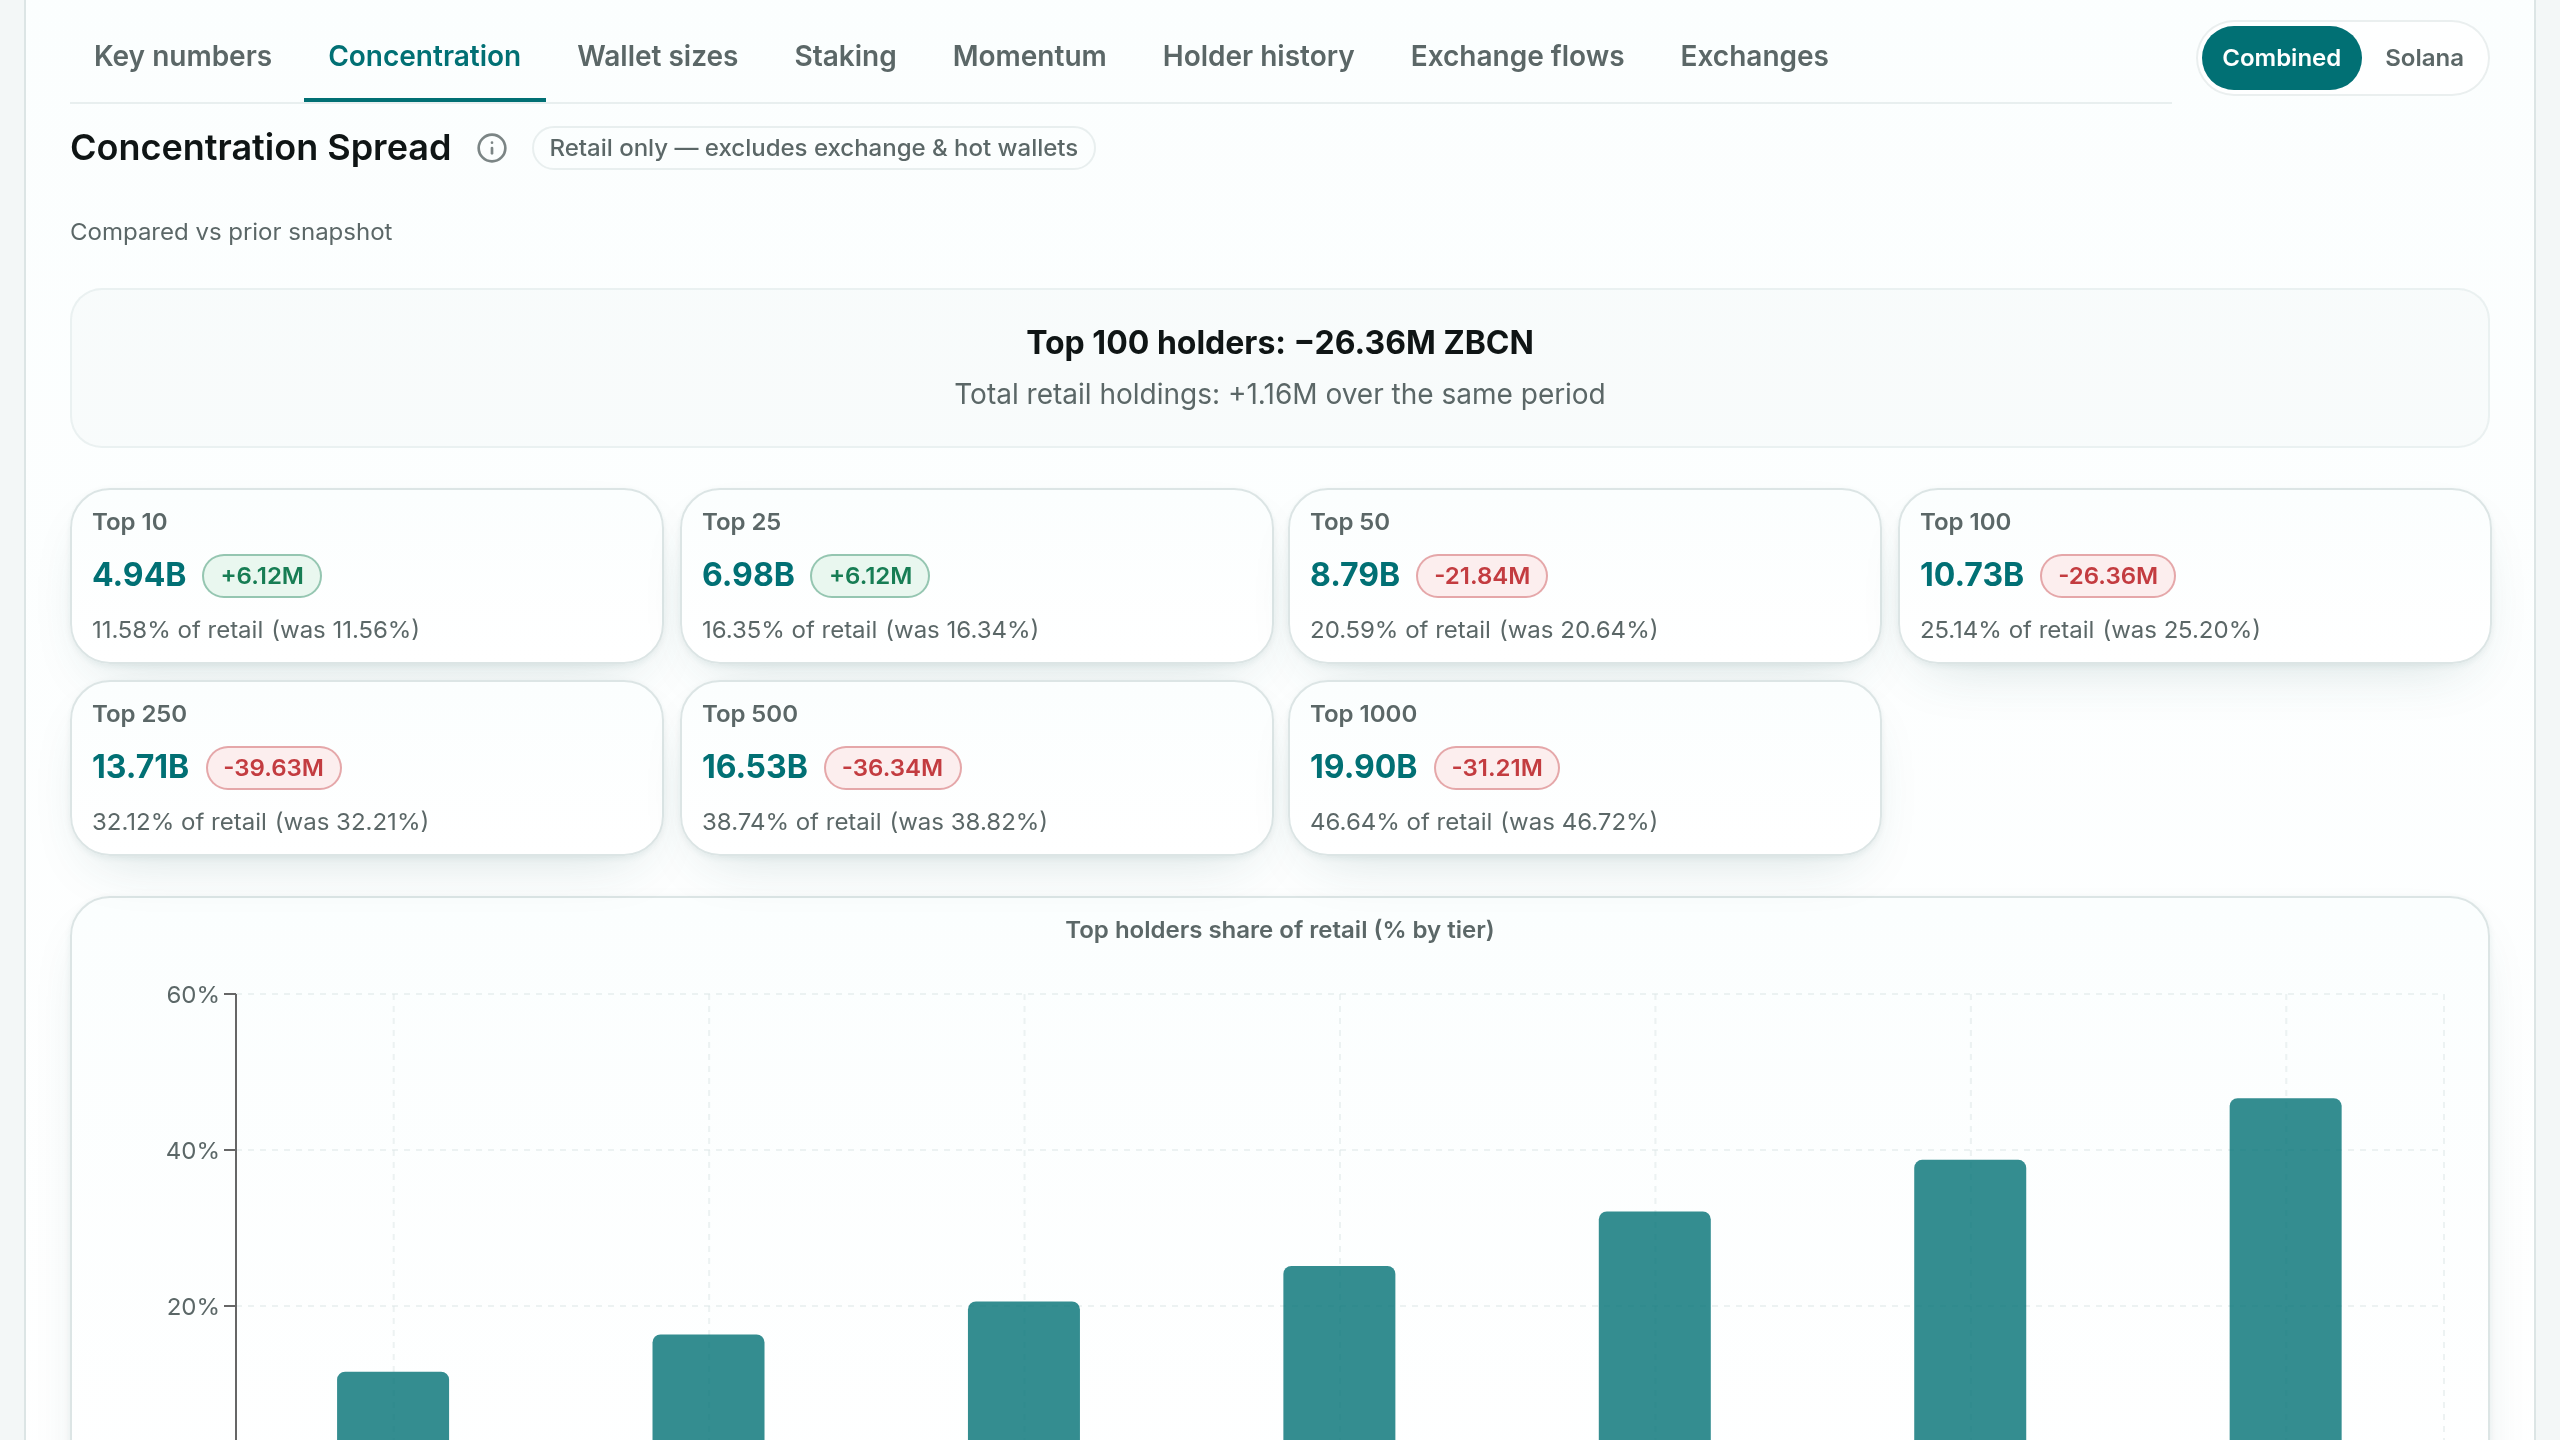 Key numbers Concentration Wallet sizes Staking Momentum Holder history Exchange flows Exchanges Combined Solana
Concentration Spread Retail only — excludes exchange & hot wallets
Compared vs prior snapshot
Top 100 holders: −26.36M ZBCN
Total retail holdings: +1.16M over the same period
Top 10
4.94B +6.12M
11.58% of retail (was 11.56%)
Top 25
6.98B +6.12M
16.35% of retail (was 16.34%)
Top 50
8.79B -21.84M
20.59% of retail (was 20.64%)
Top 100
10.73B -26.36M
25.14% of retail (was 25.20%)
Top 250
13.71B -39.63M
32.12% of retail (was 32.21%)
Top 500
16.53B -36.34M
38.74% of retail (was 38.82%)
Top 1000
19.90B -31.21M
46.64% of retail (was 46.72%)
Top holders share of retail (% by tier)
60%
40%
20%